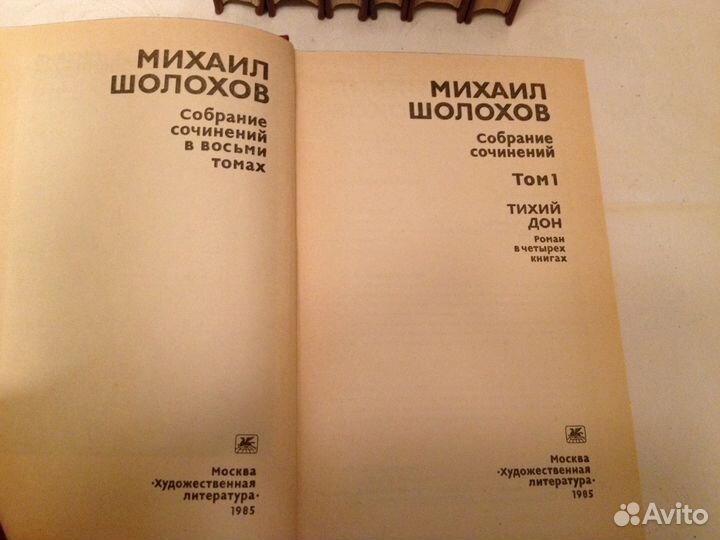 МИХАИЛ
ШОЛОХОВ
Собрание
сочинений
в восьми
томах
Москва
«Художественная
литература»
1985
МИХАИЛ
ШОЛОХОВ
Собрание
сочинений
Том 1
ТИХИЙ
ДОН
Роман
в четырех
книгах
Москва
«Художественная
литература»
1985
Avito